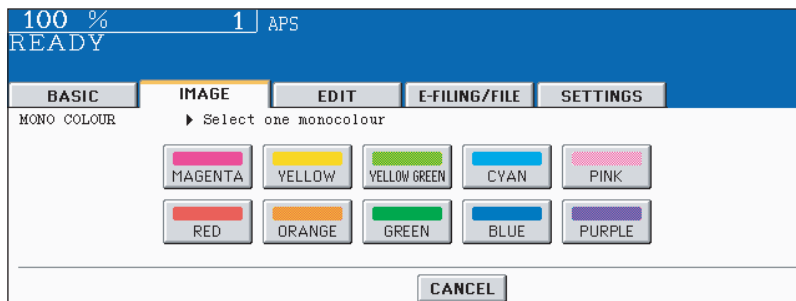 100 % 1 APS
READY
BASIC IMAGE EDIT E-FILING/FILE SETTINGS
MONO COLOUR ▶ Select one monocolour
MAGENTA YELLOW YELLOW GREEN CYAN PINK
RED ORANGE GREEN BLUE PURPLE
CANCEL